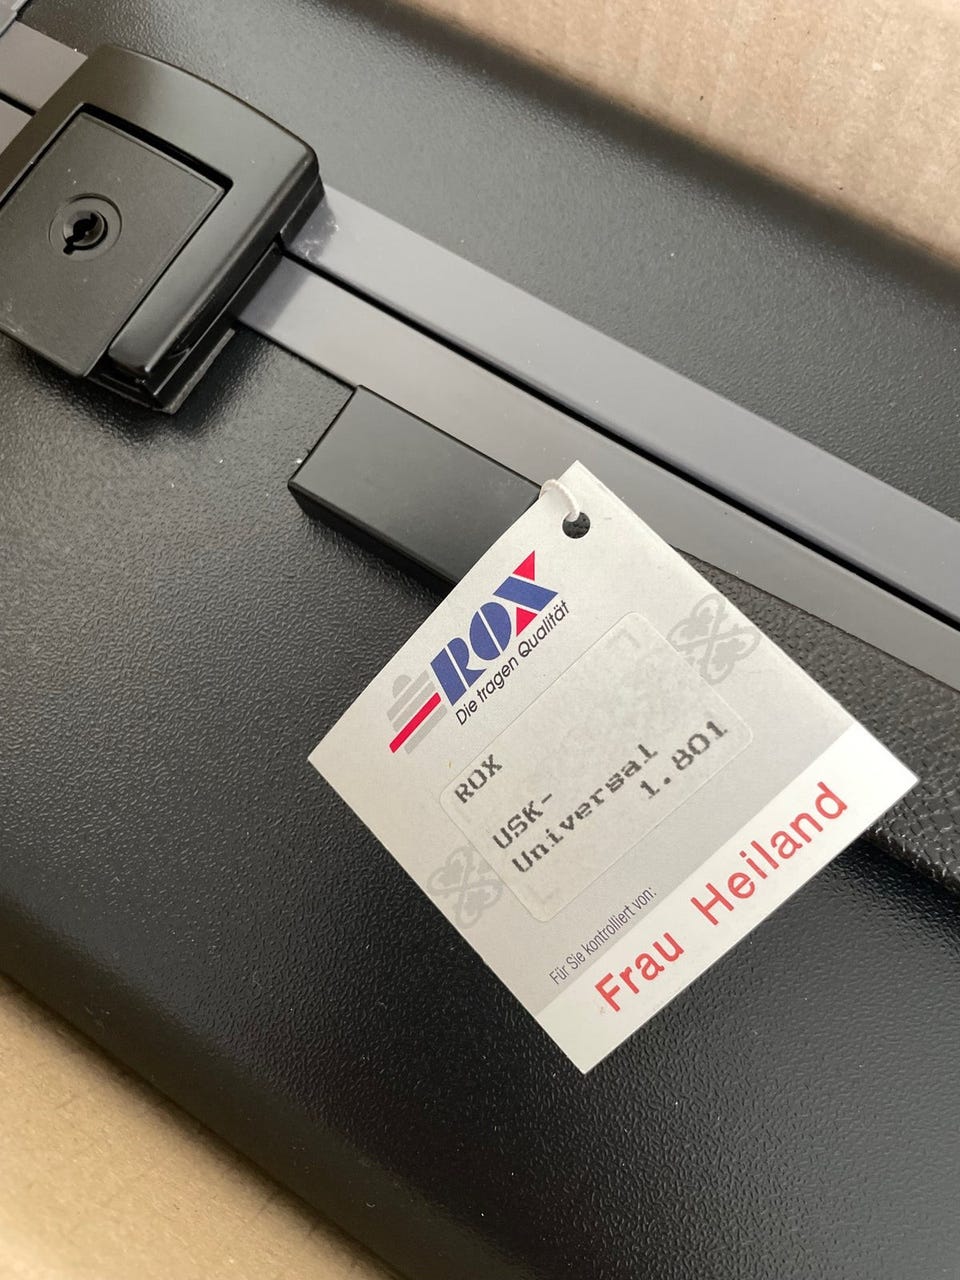 ROX
Die tragen Qualität
ROX
USK-
Universal
1.801
Für Sie kontrolliert von:
Frau Heiland